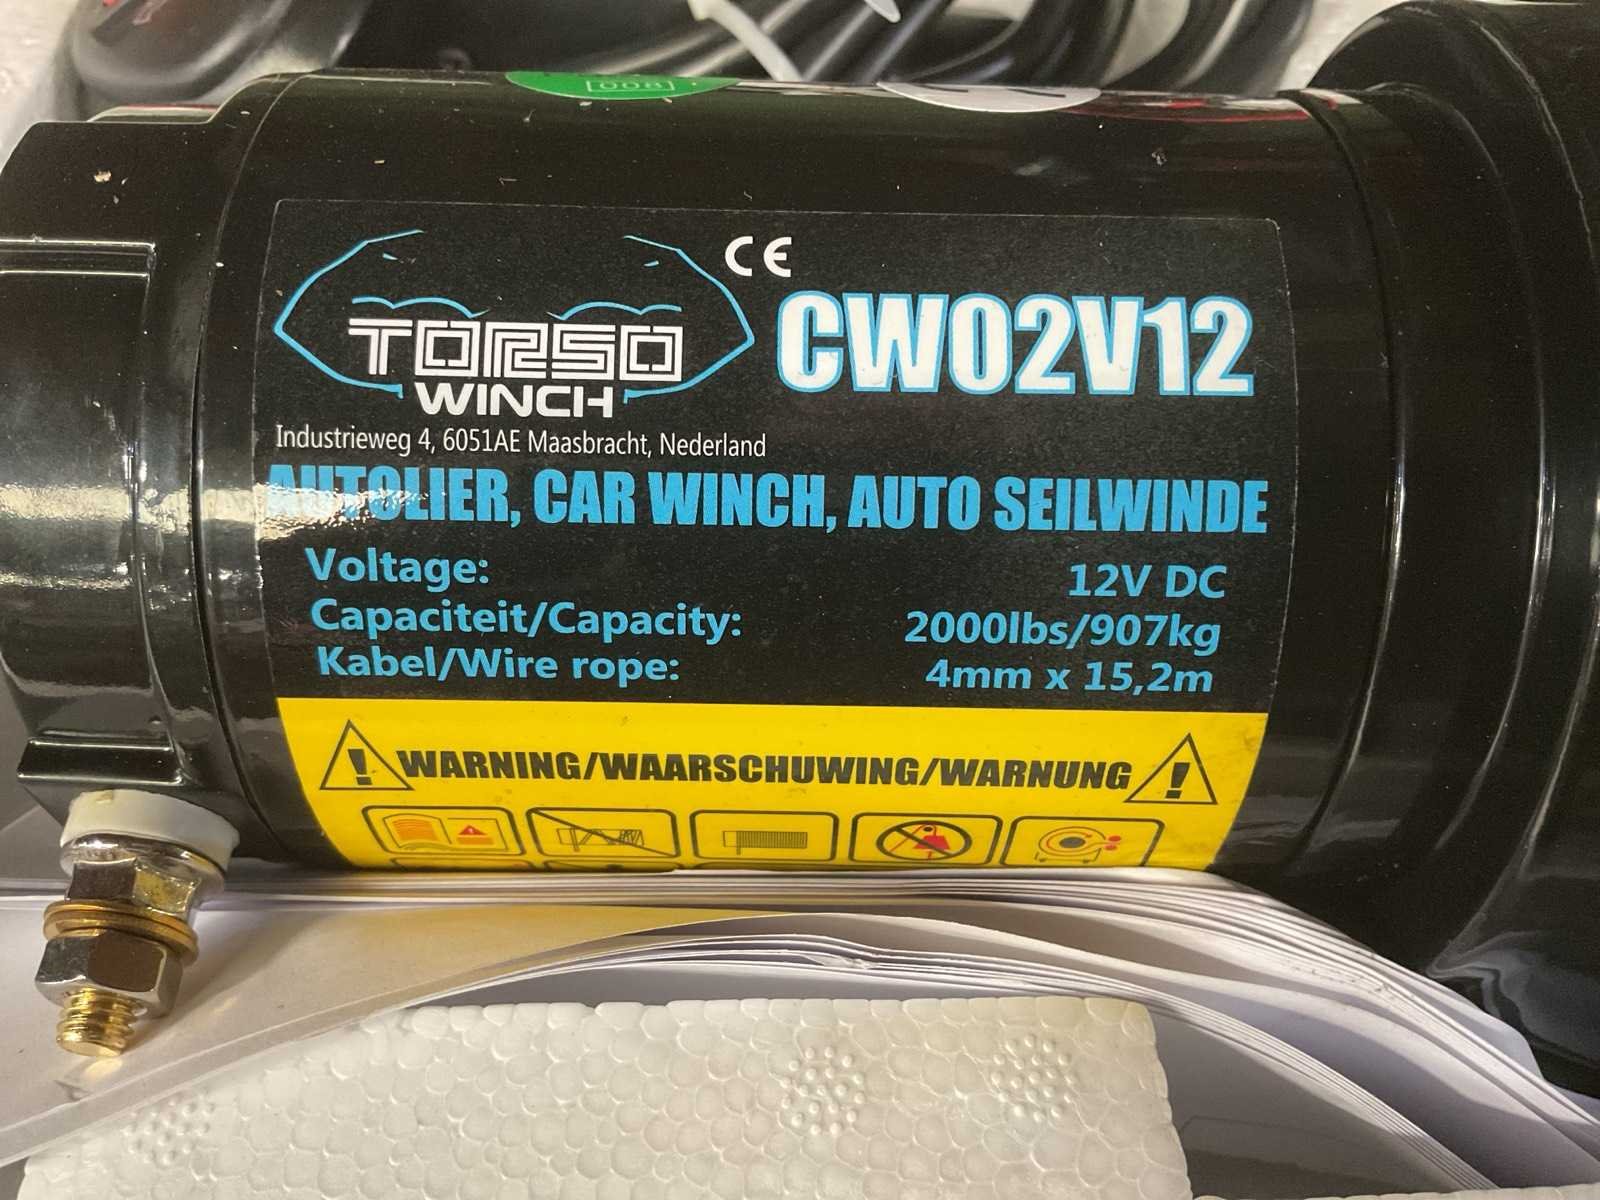 008
CE
TORSO
WINCH
CW02V12
Industrieweg 4, 6051AE Maasbracht, Nederland
AUTOLIER, CAR WINCH, AUTO SEILWINDE
Voltage: 12V DC
Capaciteit/Capacity: 2000lbs/907kg
Kabel/Wire rope: 4mm x 15,2m
WARNING/WAARSCHUWING/WARNUNG